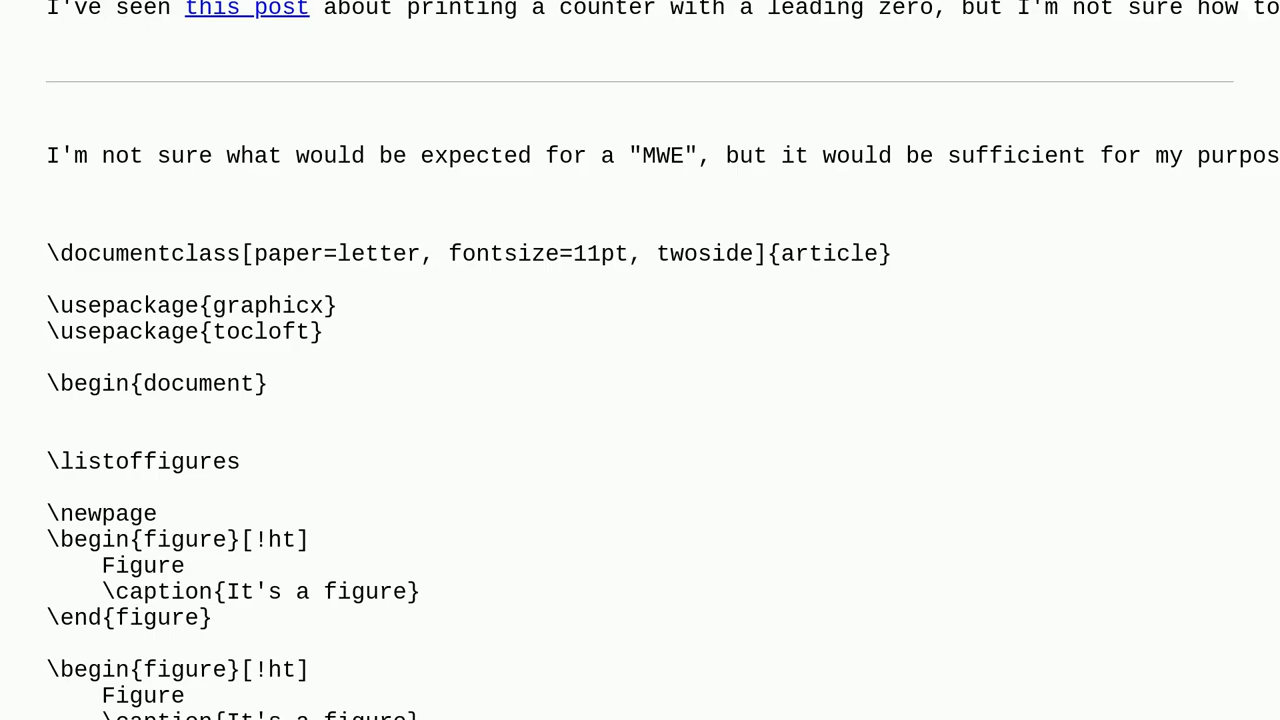 I've seen this post about printing a counter with a leading zero, but I'm not sure how to
I'm not sure what would be expected for a "MWE", but it would be sufficient for my purpos
\documentclass[paper=letter, fontsize=11pt, twoside]{article}
\usepackage{graphicx}
\usepackage{tocloft}
\begin{document}
\listoffigures
\newpage
\begin{figure}[!ht]
    Figure
    \caption{It's a figure}
\end{figure}
\begin{figure}[!ht]
    Figure
    \caption{It's a figure}